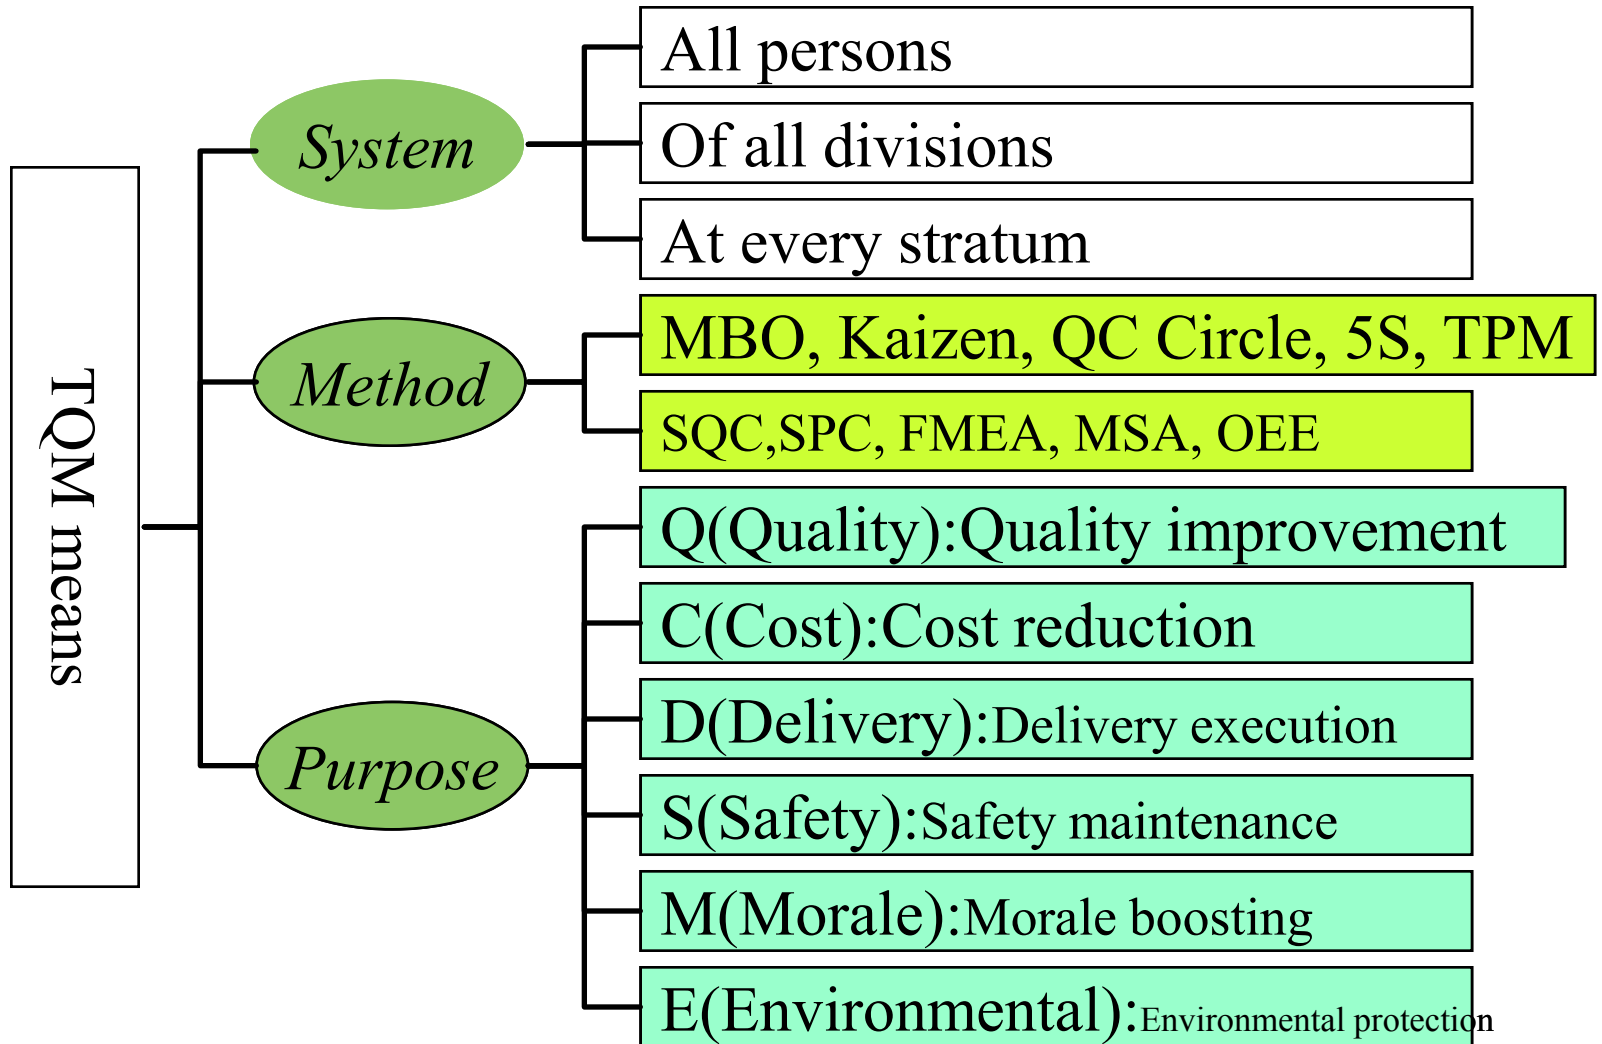 TQM means
System
All persons
Of all divisions
At every stratum
Method
MBO, Kaizen, QC Circle, 5S, TPM
SQC,SPC, FMEA, MSA, OEE
Purpose
Q(Quality):Quality improvement
C(Cost):Cost reduction
D(Delivery):Delivery execution
S(Safety):Safety maintenance
M(Morale):Morale boosting
E(Environmental):Environmental protection